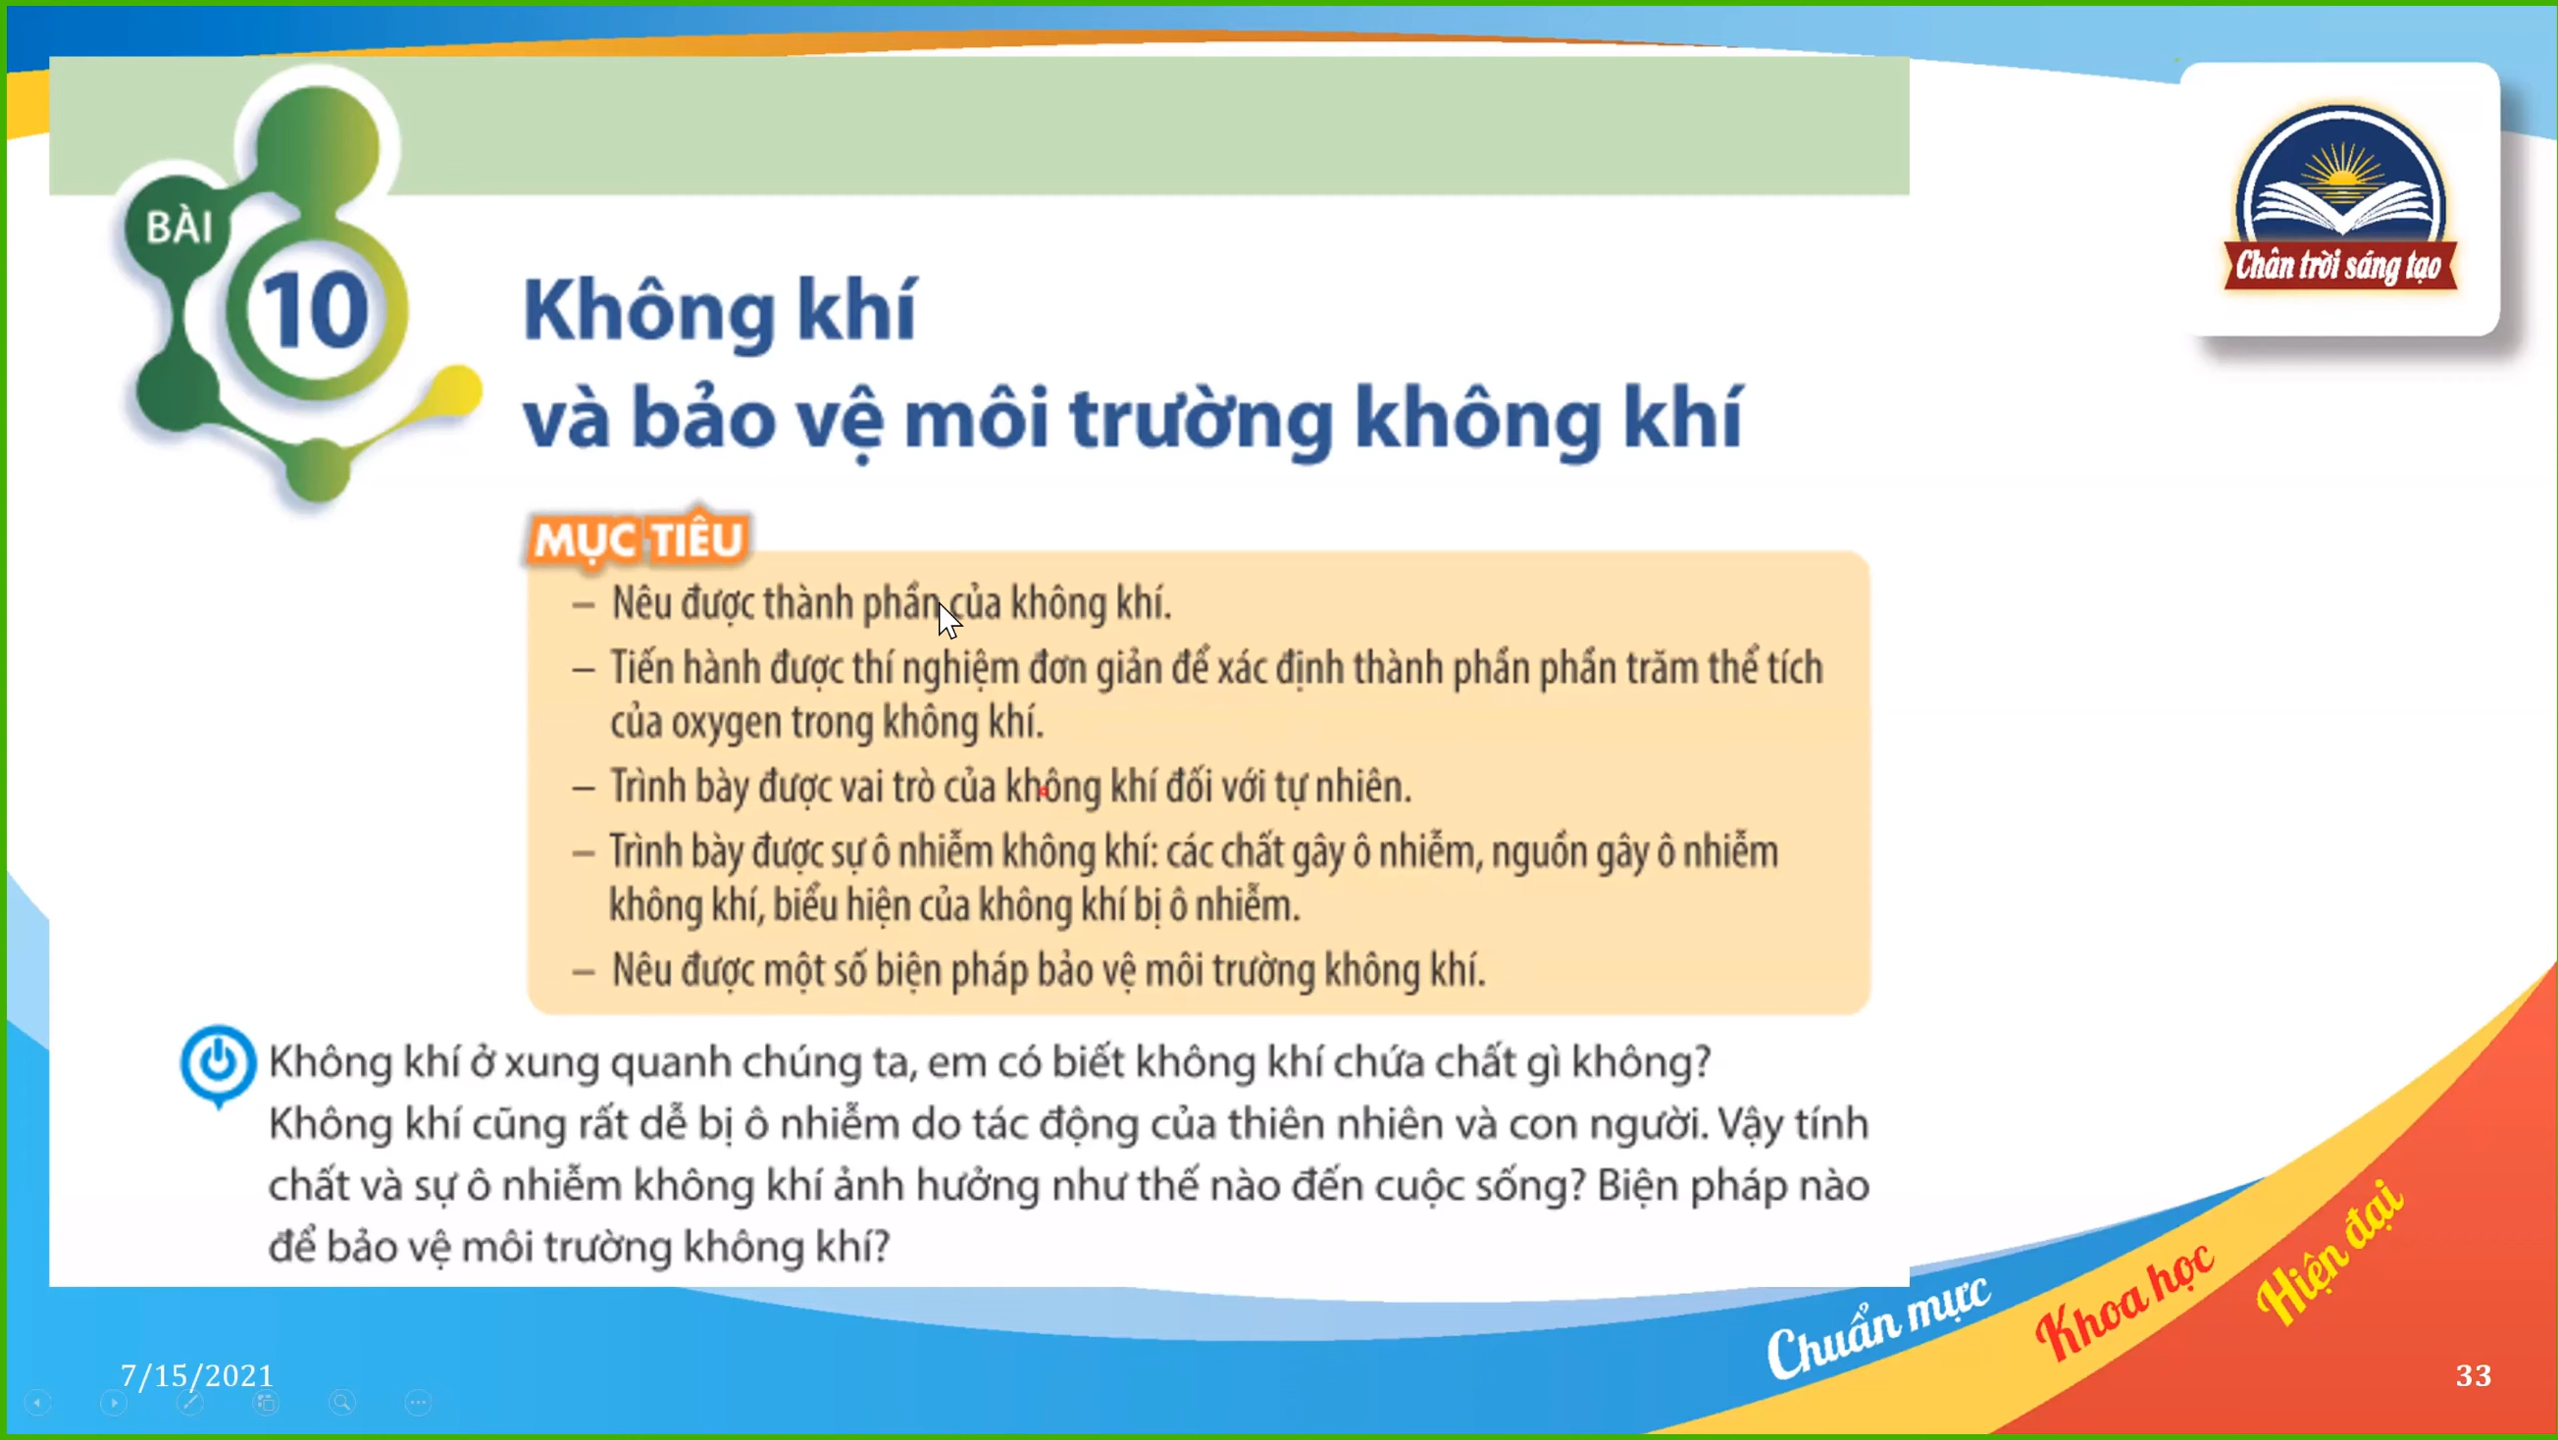 BÀI
10
Chân trời sáng tạo
Không khí
và bảo vệ môi trường không khí
MỤC TIÊU
– Nêu được thành phần của không khí.
– Tiến hành được thí nghiệm đơn giản để xác định thành phần phần trăm thể tích
của oxygen trong không khí.
– Trình bày được vai trò của không khí đối với tự nhiên.
– Trình bày được sự ô nhiễm không khí: các chất gây ô nhiễm, nguồn gây ô nhiễm
không khí, biểu hiện của không khí bị ô nhiễm.
– Nêu được một số biện pháp bảo vệ môi trường không khí.
Không khí ở xung quanh chúng ta, em có biết không khí chứa chất gì không?
Không khí cũng rất dễ bị ô nhiễm do tác động của thiên nhiên và con người. Vậy tính
chất và sự ô nhiễm không khí ảnh hưởng như thế nào đến cuộc sống? Biện pháp nào
để bảo vệ môi trường không khí?
Chuẩn mực
Khoa học
Hiện đại
7/15/2021
33